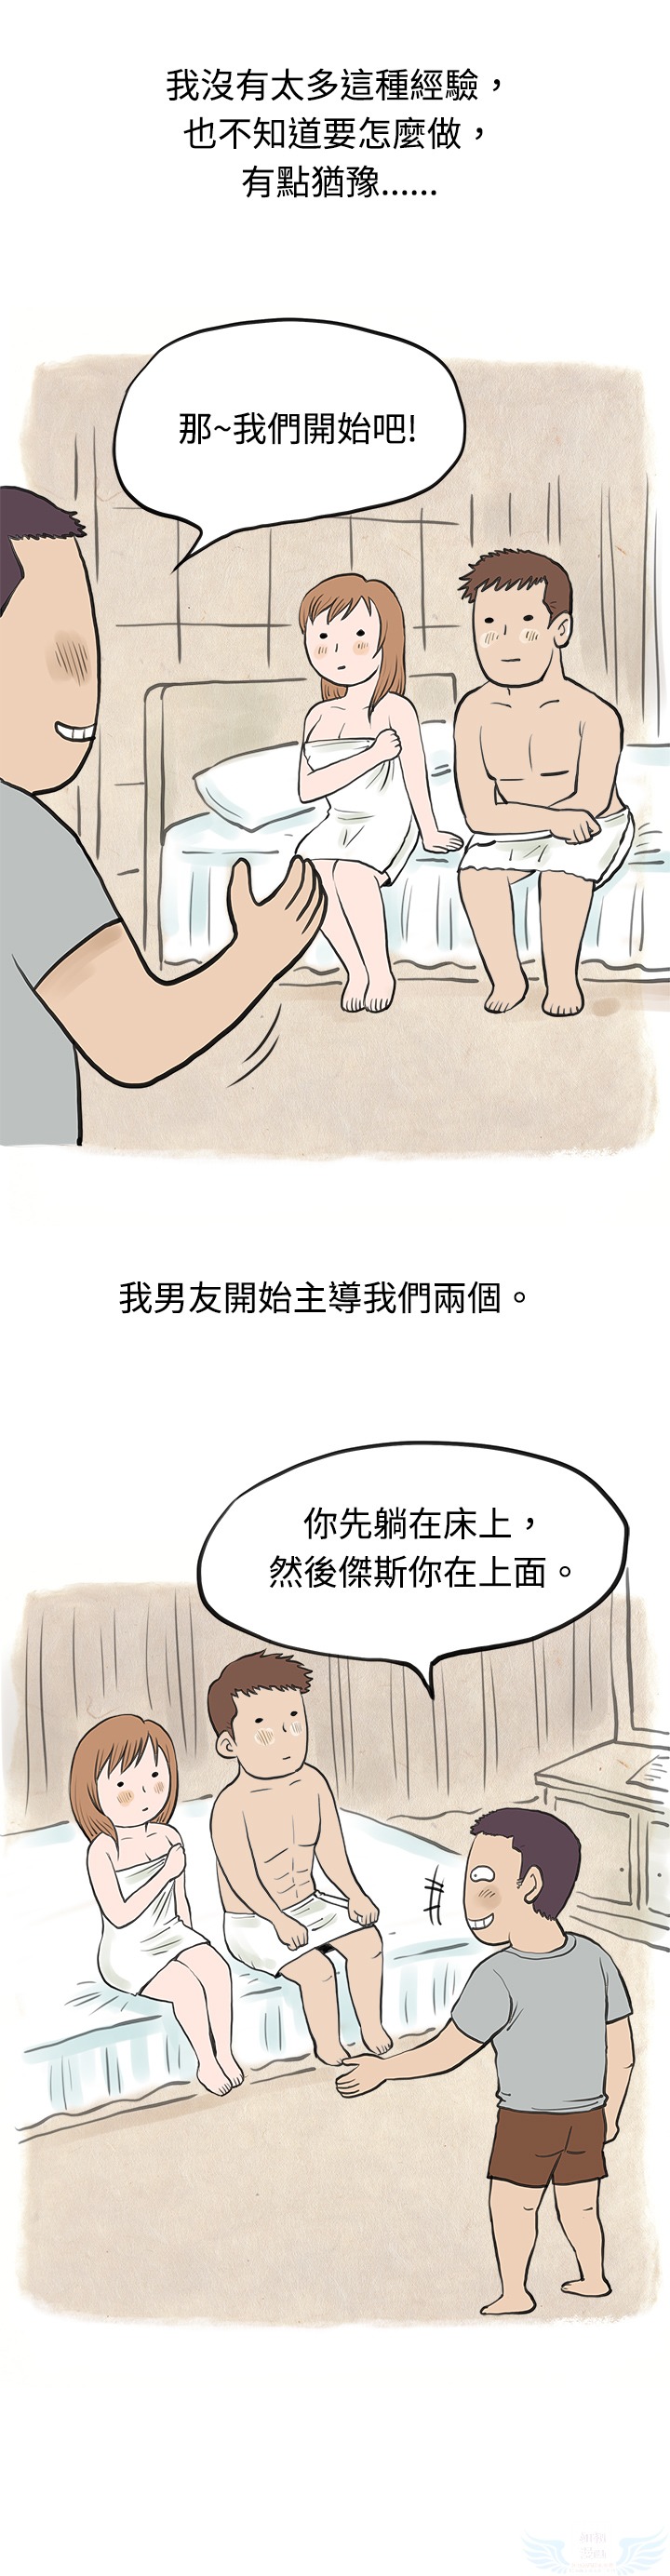 我沒有太多這種經驗，
也不知道要怎麼做，
有點猶豫......
那~我們開始吧!
我男友開始主導我們兩個。
你先躺在床上，
然後傑斯你在上面。